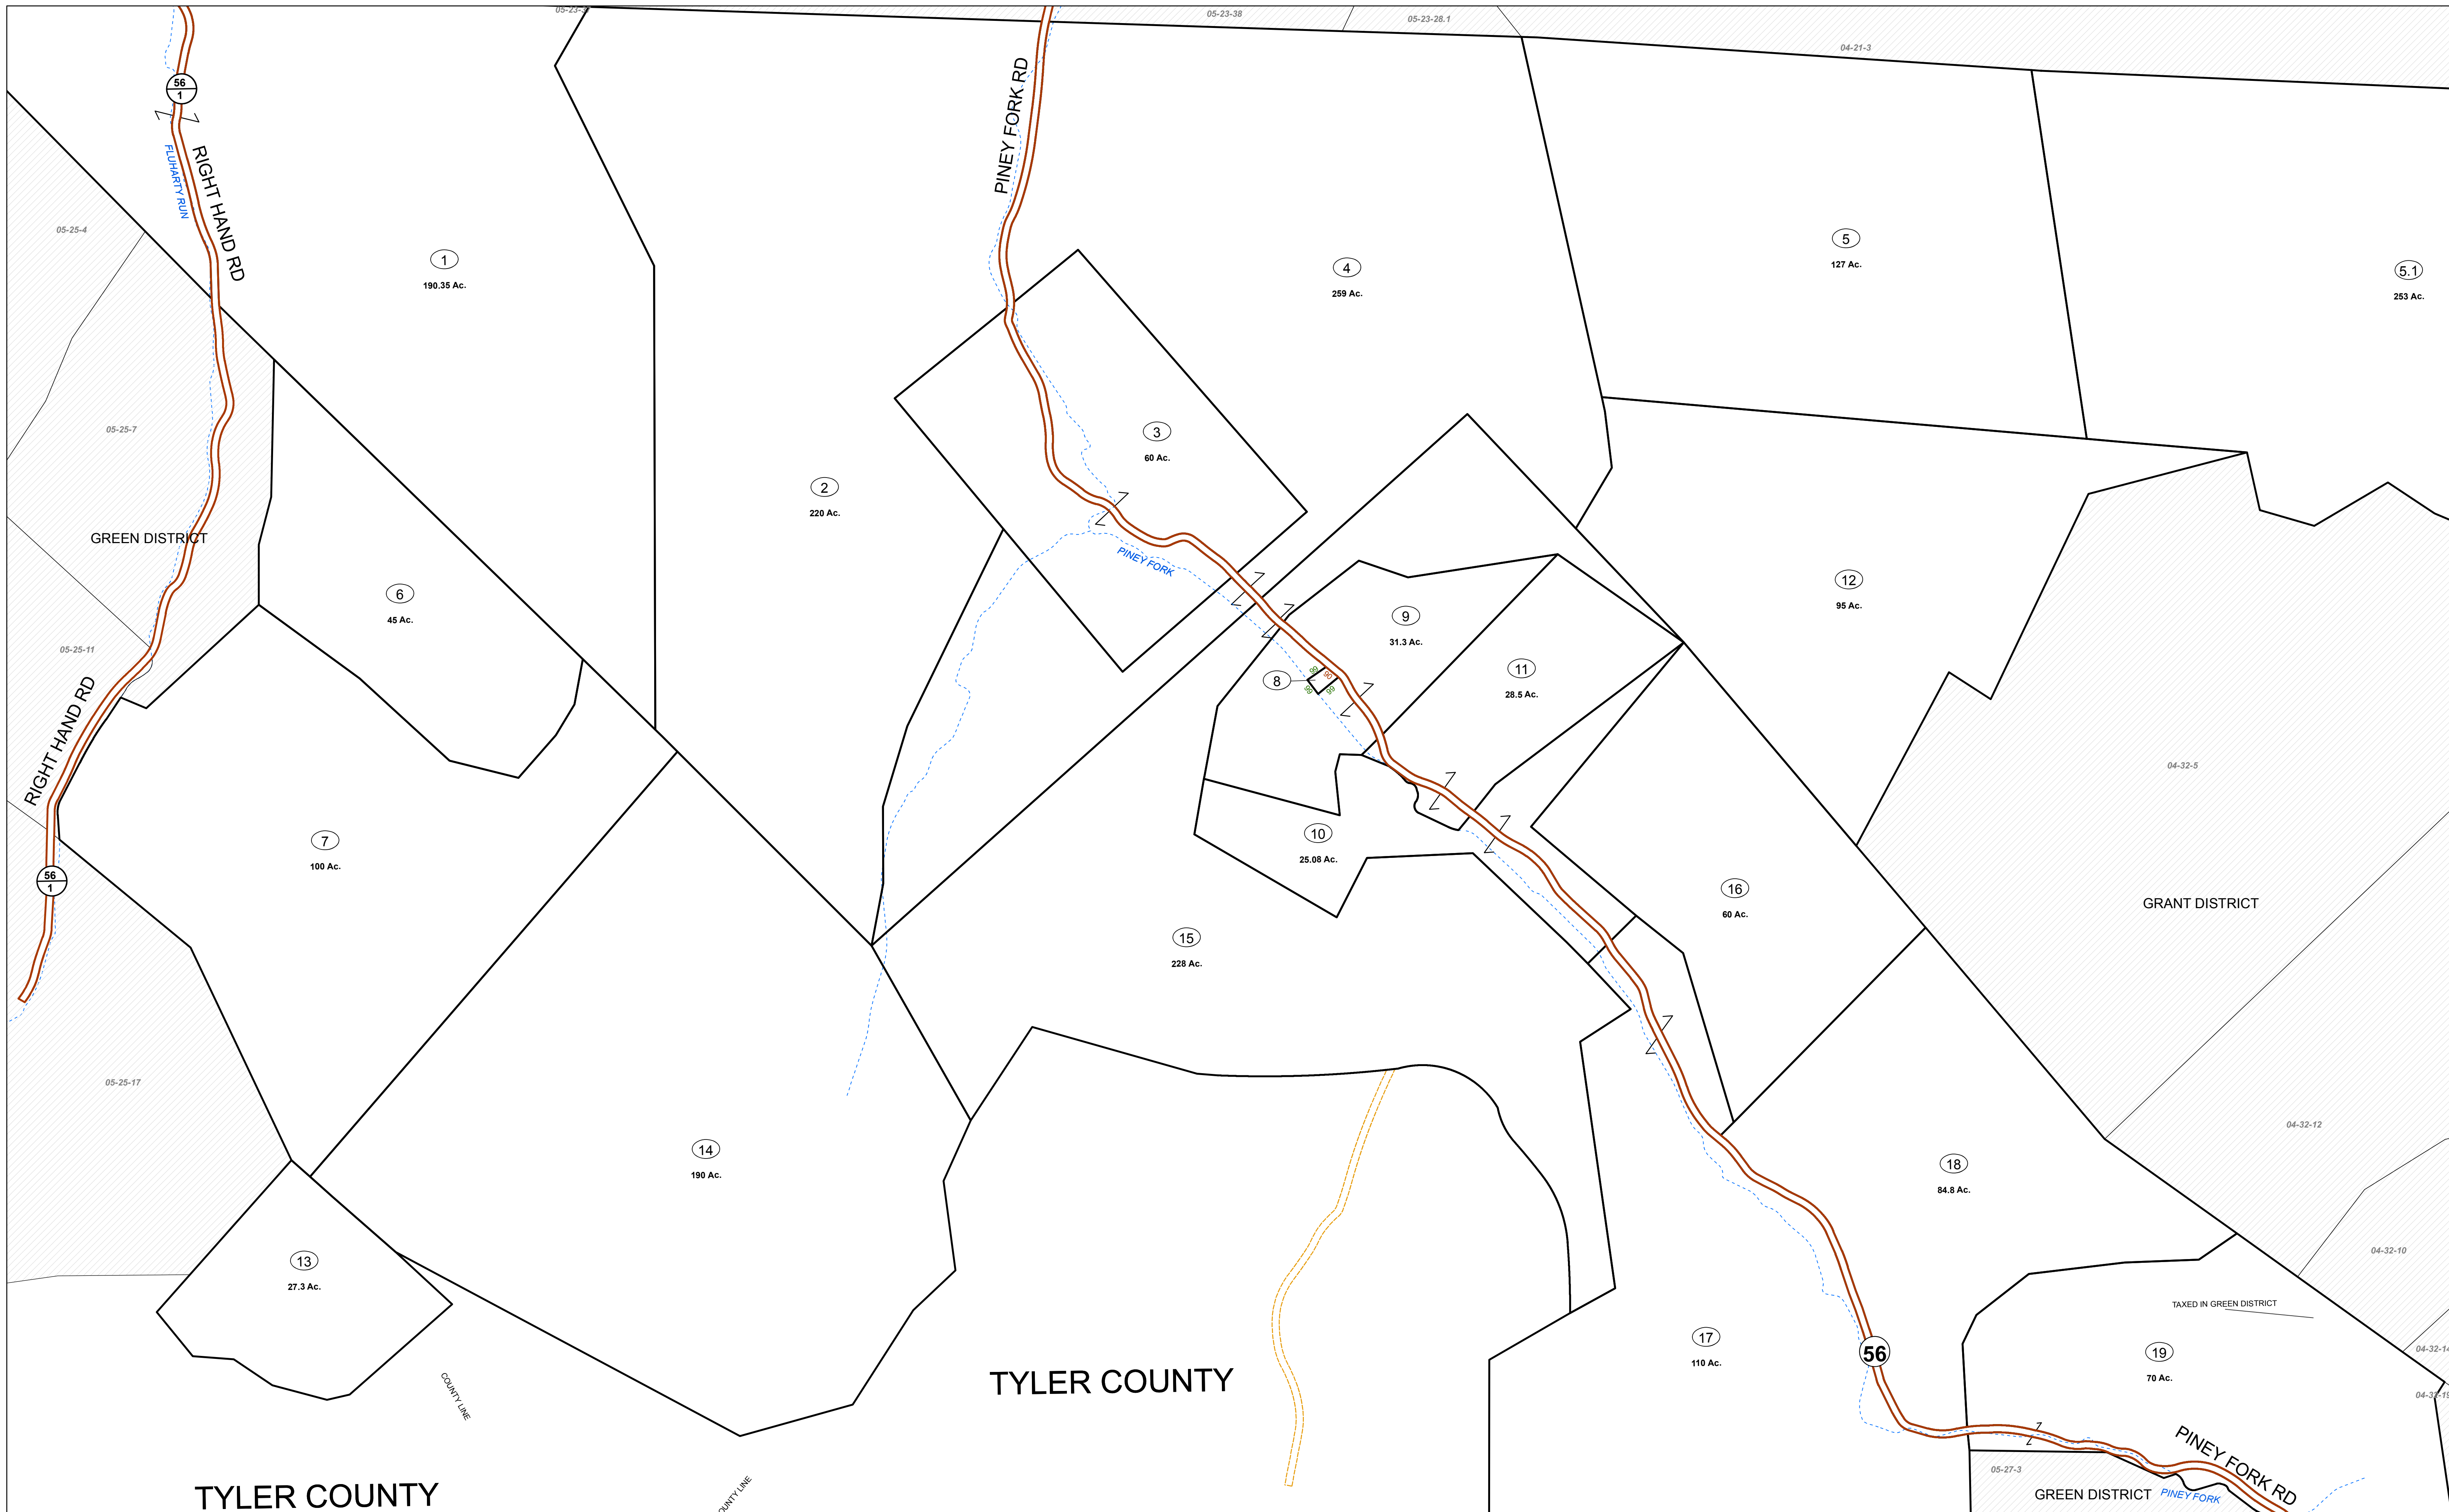 05-23-38
05-23-28.1
04-21-3
56
1
PINEY FORK RD
RIGHT HAND RD
FLUHARTY RUN
05-25-4
1
190.35 Ac.
4
259 Ac.
5
127 Ac.
5.1
253 Ac.
05-25-7
3
60 Ac.
2
220 Ac.
GREEN DISTRICT
PINEY FORK
6
45 Ac.
9
31.3 Ac.
12
95 Ac.
05-25-11
8
66
90
66
66
11
28.5 Ac.
RIGHT HAND RD
04-32-5
7
100 Ac.
10
25.08 Ac.
56
1
16
60 Ac.
GRANT DISTRICT
15
228 Ac.
05-25-17
14
190 Ac.
18
84.8 Ac.
04-32-12
04-32-10
13
27.3 Ac.
TAXED IN GREEN DISTRICT
17
110 Ac.
56
19
70 Ac.
TYLER COUNTY
COUNTY LINE
PINEY FORK RD
05-27-3
TYLER COUNTY
GREEN DISTRICT
PINEY FORK